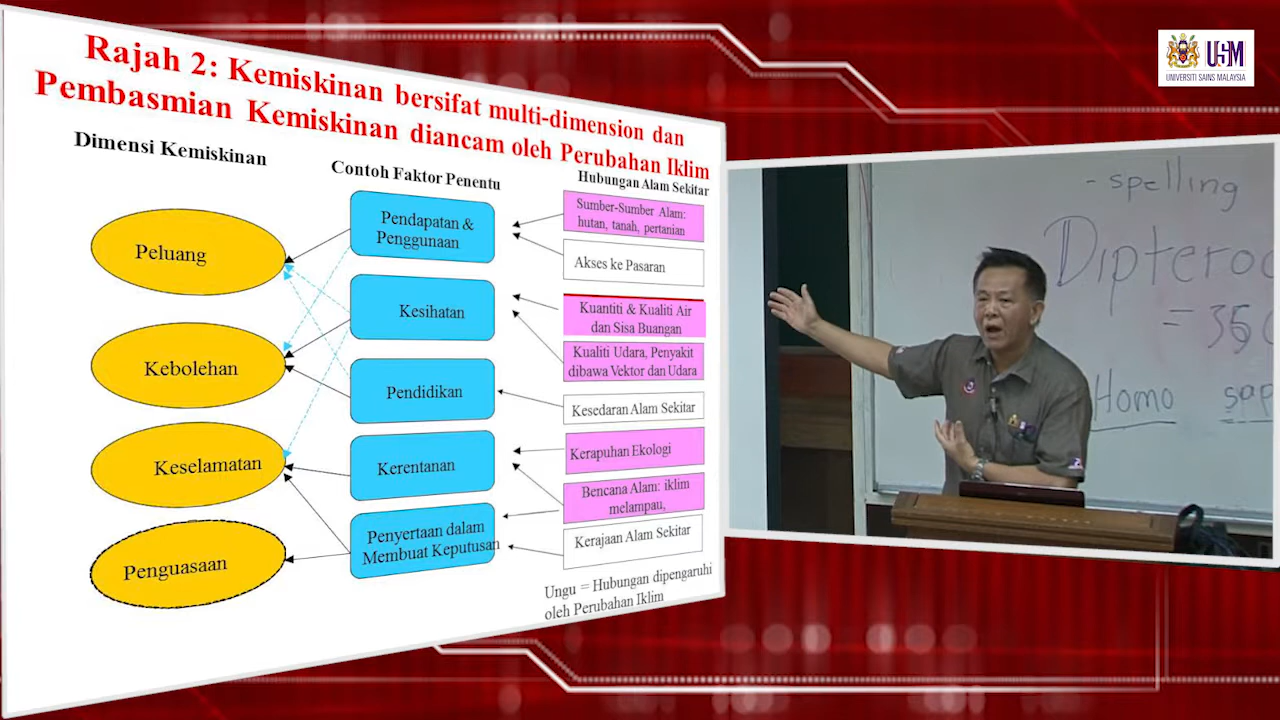 Rajah 2: Kemiskinan bersifat multi-dimension dan
Pembasmian Kemiskinan diancam oleh Perubahan Iklim
Dimensi Kemiskinan
Contoh Faktor Penentu
Hubungan Alam Sekitar
Peluang
Kebolehan
Keselamatan
Penguasaan
Pendapatan &
Penggunaan
Kesihatan
Pendidikan
Kerentanan
Penyertaan dalam
Membuat Keputusan
Sumber-Sumber Alam:
hutan, tanah, pertanian
Akses ke Pasaran
Kuantiti & Kualiti Air
dan Sisa Buangan
Kualiti Udara, Penyakit
dibawa Vektor dan Udara
Kesedaran Alam Sekitar
Kerapuhan Ekologi
Bencana Alam: iklim
melampau,
Kerajaan Alam Sekitar
Ungu = Hubungan dipengaruhi
oleh Perubahan Iklim
USM
UNIVERSITI SAINS MALAYSIA
- spelling
Homo